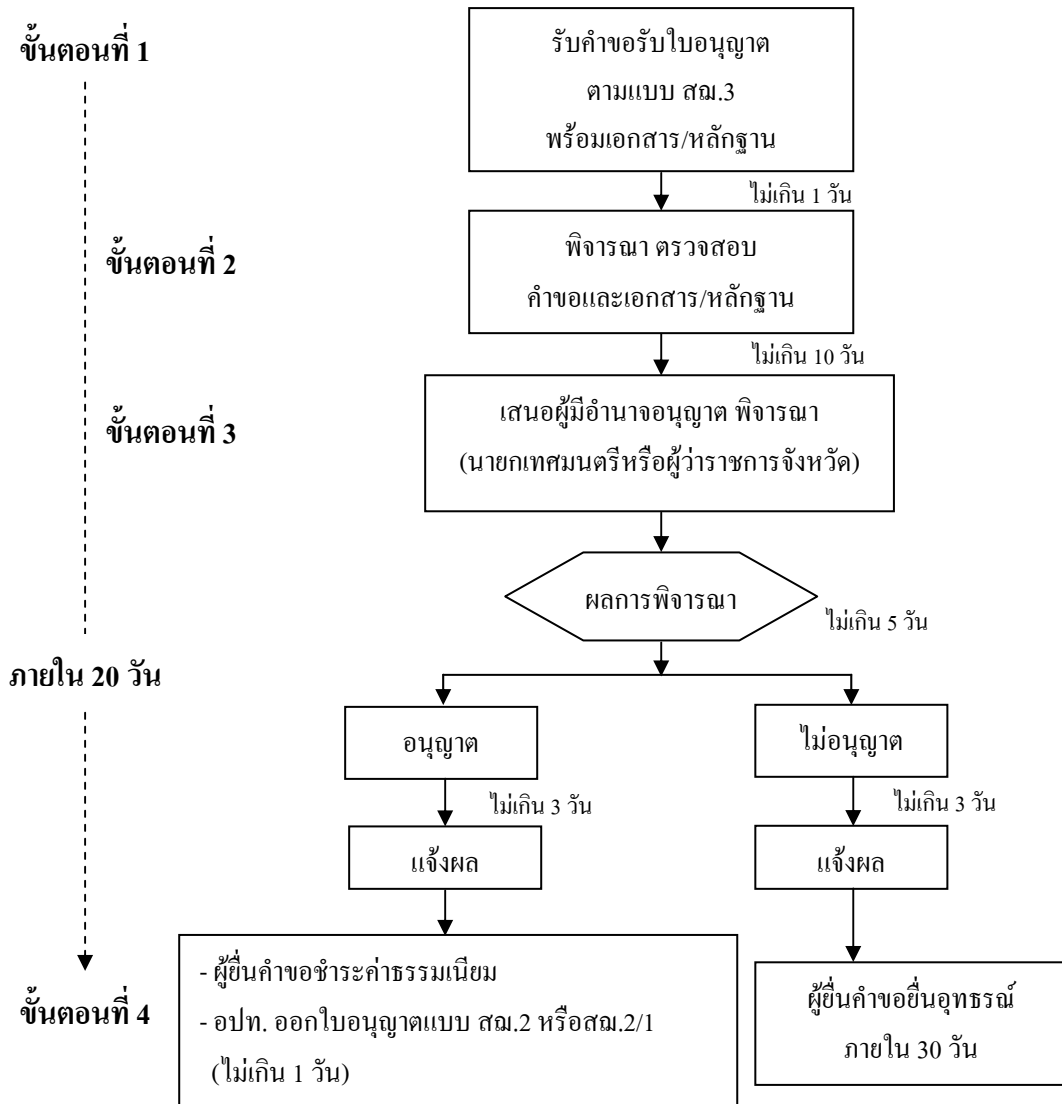 ขั้นตอนที่ 1
รับคำขอรับใบอนุญาต
ตามแบบ สฌ.3
พร้อมเอกสาร/หลักฐาน
ไม่เกิน 1 วัน
ขั้นตอนที่ 2
พิจารณา ตรวจสอบ
คำขอและเอกสาร/หลักฐาน
ไม่เกิน 10 วัน
ขั้นตอนที่ 3
เสนอผู้มีอำนาจอนุญาต พิจารณา
(นายกเทศมนตรีหรือผู้ว่าราชการจังหวัด)
ผลการพิจารณา
ไม่เกิน 5 วัน
ภายใน 20 วัน
อนุญาต
ไม่อนุญาต
ไม่เกิน 3 วัน
ไม่เกิน 3 วัน
แจ้งผล
แจ้งผล
ขั้นตอนที่ 4
- ผู้ยื่นคำขอชำระค่าธรรมเนียม
- อปท. ออกใบอนุญาตแบบ สฌ.2 หรือสฌ.2/1
(ไม่เกิน 1 วัน)
ผู้ยื่นคำขอยื่นอุทธรณ์
ภายใน 30 วัน